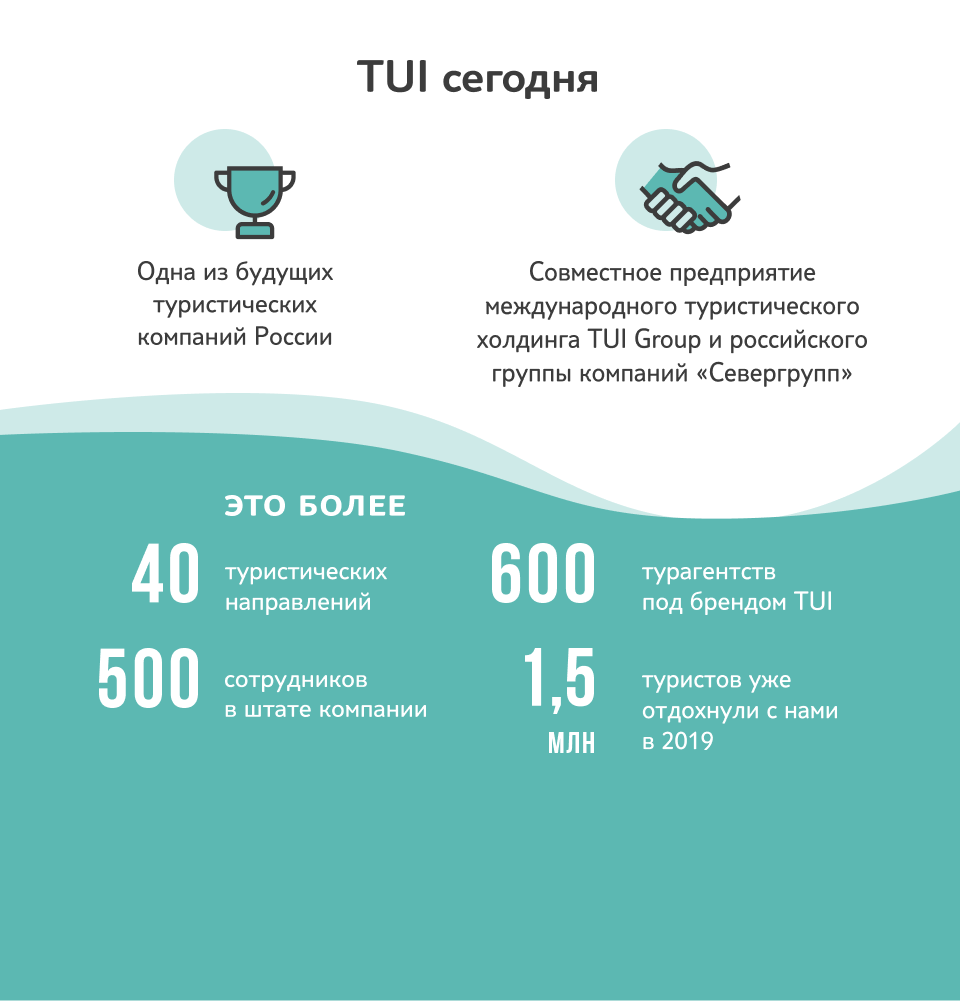 TUI сегодня
Одна из будущих
туристических
компаний России
Совместное предприятие
международного туристического
холдинга TUI Group и российского
группы компаний «Севергрупп»
ЭТО БОЛЕЕ
40
туристических
направлений
600
турагентств
под брендом TUI
500
сотрудников
в штате компании
1,5
МЛН
туристов уже
отдохнули с нами
в 2019